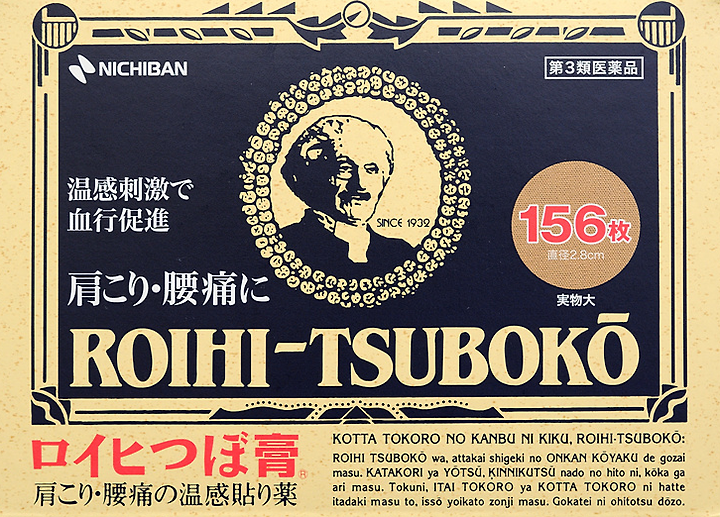 NICHIBAN
第3類医薬品
温感刺激で
血行促進
SINCE 1932
156枚
直径2.8cm
実物大
肩こり・腰痛に
ROIHI-TSUBOKŌ
ロイヒつぼ膏®
肩こり・腰痛の温感貼り薬
KOTTA TOKORO NO KANBU NI KIKU, ROIHI-TSUBOKŌ:
ROIHI TSUBOKŌ wa, attakai shigeki no ONKAN KŌYAKU de gozai
masu. KATAKORI ya YŌTSŪ, KINNIKUTSŪ nado no hito ni, kōka ga
ari masu. Tokuni, ITAI TOKORO ya KOTTA TOKORO ni hatte
itadaki masu to, issō yoikato zonji masu. Gokatei ni ohitotsu dōzo.